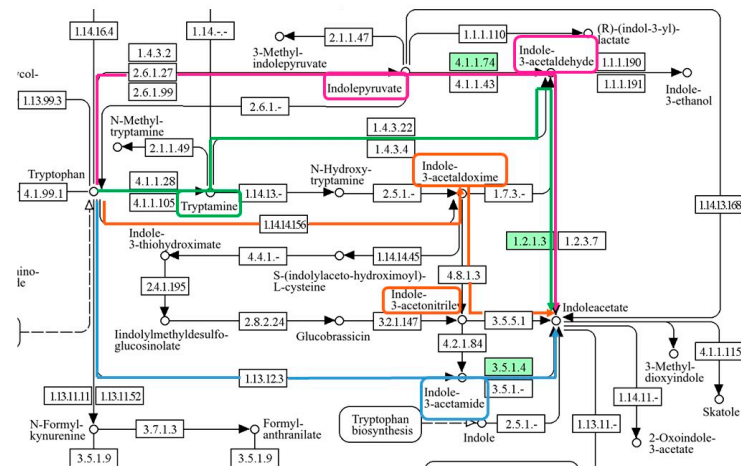 1.14.16.4
1.14.-.-
2.1.1.47
3-Methyl-
indolepyruvate
1.1.1.110
(R)-(indol-3-yl)-
lactate
1.4.3.2
2.6.1.27
2.6.1.99
Indolepyruvate
4.1.1.74
4.1.1.43
Indole-
3-acetaldehyde
1.1.1.190
1.1.1.191
Indole-
3-ethanol
ycol-
1.13.99.3
2.6.1.-
N-Methyl-
tryptamine
2.1.1.49
1.4.3.22
1.4.3.4
Tryptophan
4.1.99.1
4.1.1.28
4.1.1.105
Tryptamine
1.14.13.-
N-Hydroxy-
tryptamine
2.5.1.-
Indole-
3-acetaldoxime
1.7.3.-
1.14.13.168
1.14.14.156
Indole-
3-thiohydroximate
4.4.1.-
1.14.14.45
S-(indolylaceto-hydroximoyl)-
L-cysteine
1.2.1.3
1.2.3.7
ino-
le
2.4.1.195
4.8.1.3
Indole-
3-acetonitrile
Indoleacetate
Iindolylmethyldesulfo-
glucosinolate
2.8.2.24
Glucobrassicin
3.2.1.147
3.5.5.1
4.2.1.84
4.1.1.115
3-Methyl-
dioxyindole
1.13.12.3
3.5.1.4
3.5.1.-
Indole-
3-acetamide
1.13.11.11
1.13.11.52
1.14.11.-
Skatole
N-Formyl-
kynurenine
3.7.1.3
Formyl-
anthranilate
Tryptophan
biosynthesis
Indole
2.5.1.-
1.13.11.-
2-Oxoindole-
3-acetate
3.5.1.9
3.5.1.9